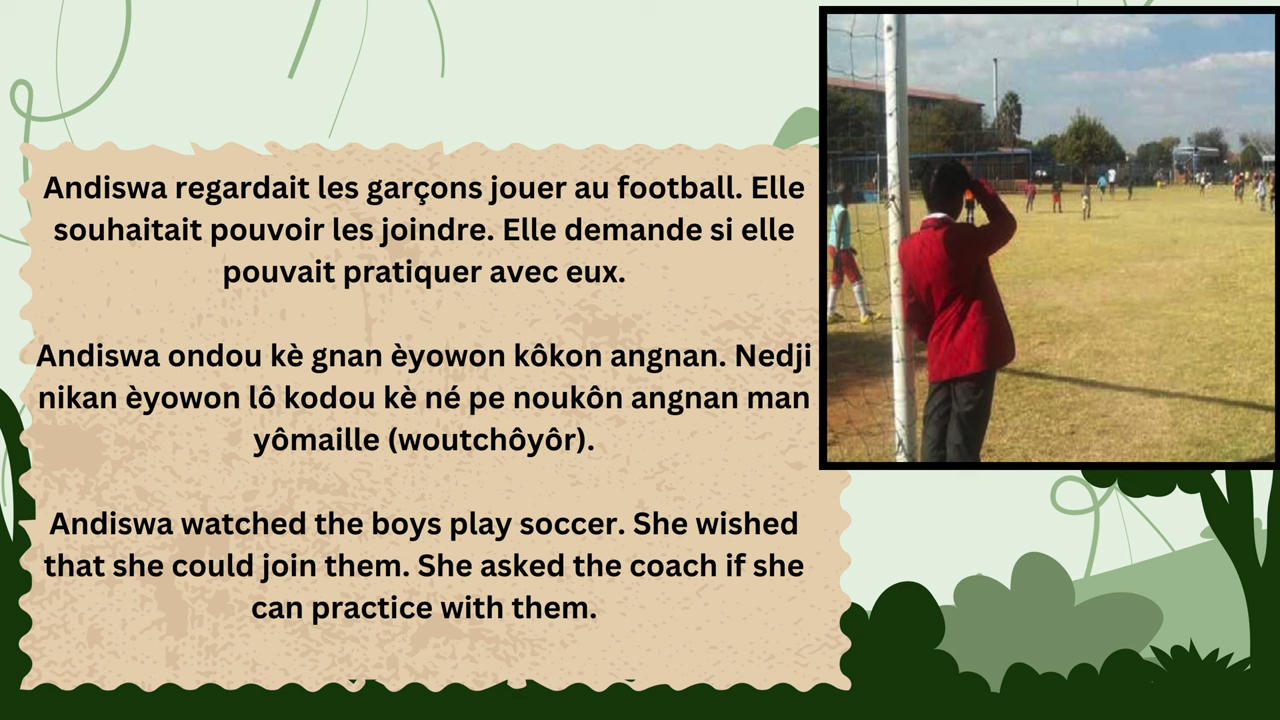 Andiswa regardait les garçons jouer au football. Elle
souhaitait pouvoir les joindre. Elle demande si elle
pouvait pratiquer avec eux.
Andiswa ondou kè gnan èyowon kôkon angnan. Nedji
nikan èyowon lô kodou kè né pe noukôn angnan man
yômaille (woutchôyôr).
Andiswa watched the boys play soccer. She wished
that she could join them. She asked the coach if she
can practice with them.